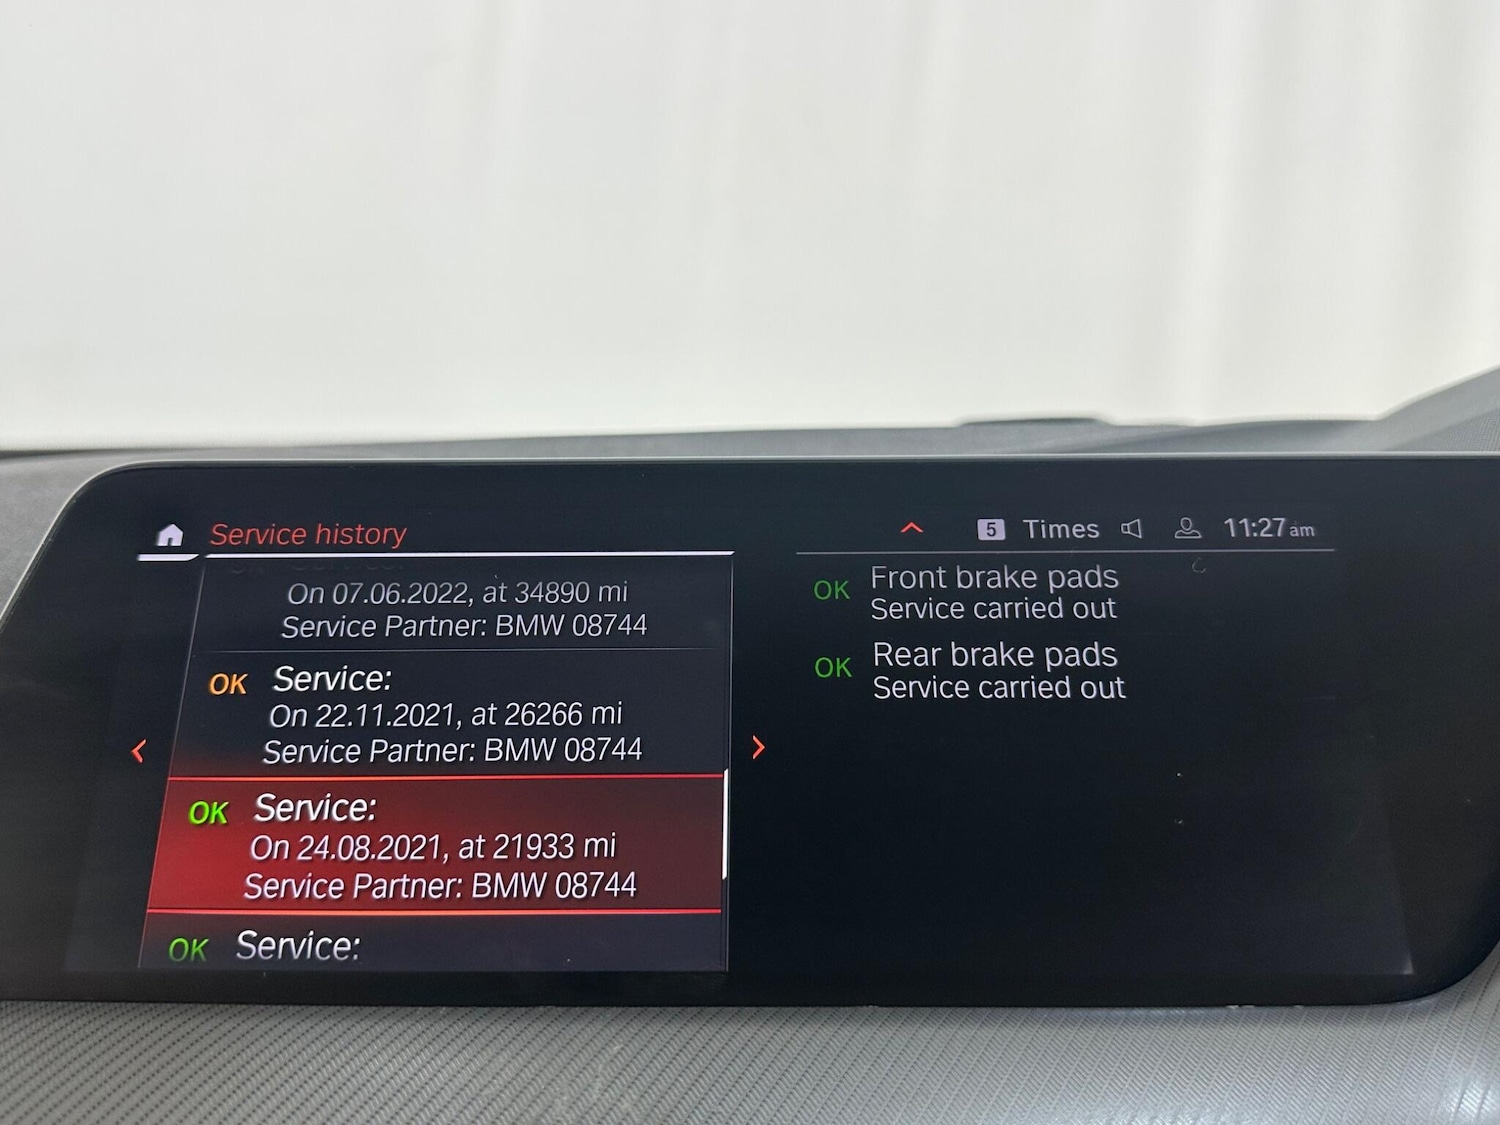 Service history
5 Times 11:27 am
On 07.06.2022, at 34890 mi
Service Partner: BMW 08744
OK Service:
On 22.11.2021, at 26266 mi
Service Partner: BMW 08744
OK Service:
On 24.08.2021, at 21933 mi
Service Partner: BMW 08744
OK Service:
OK Front brake pads
Service carried out
OK Rear brake pads
Service carried out